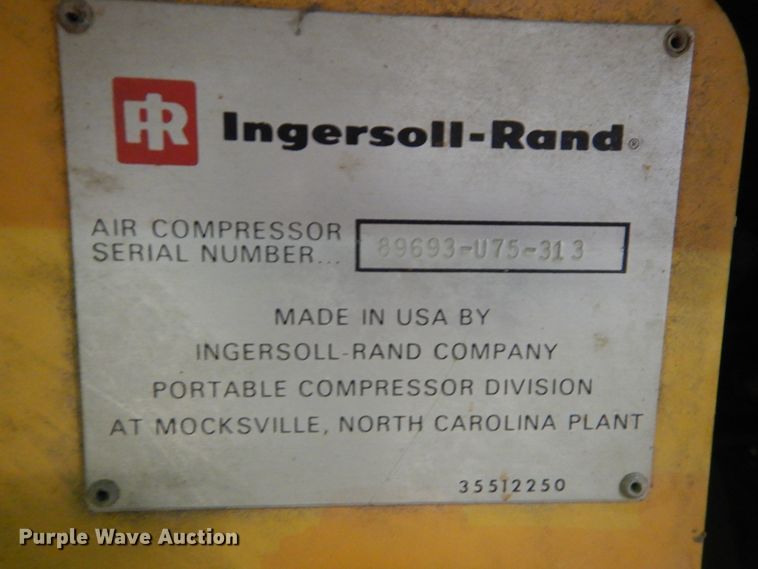 IR Ingersoll-Rand®
AIR COMPRESSOR
SERIAL NUMBER... 89693-U75-313
MADE IN USA BY
INGERSOLL-RAND COMPANY
PORTABLE COMPRESSOR DIVISION
AT MOCKSVILLE, NORTH CAROLINA PLANT
35512250
Purple Wave Auction